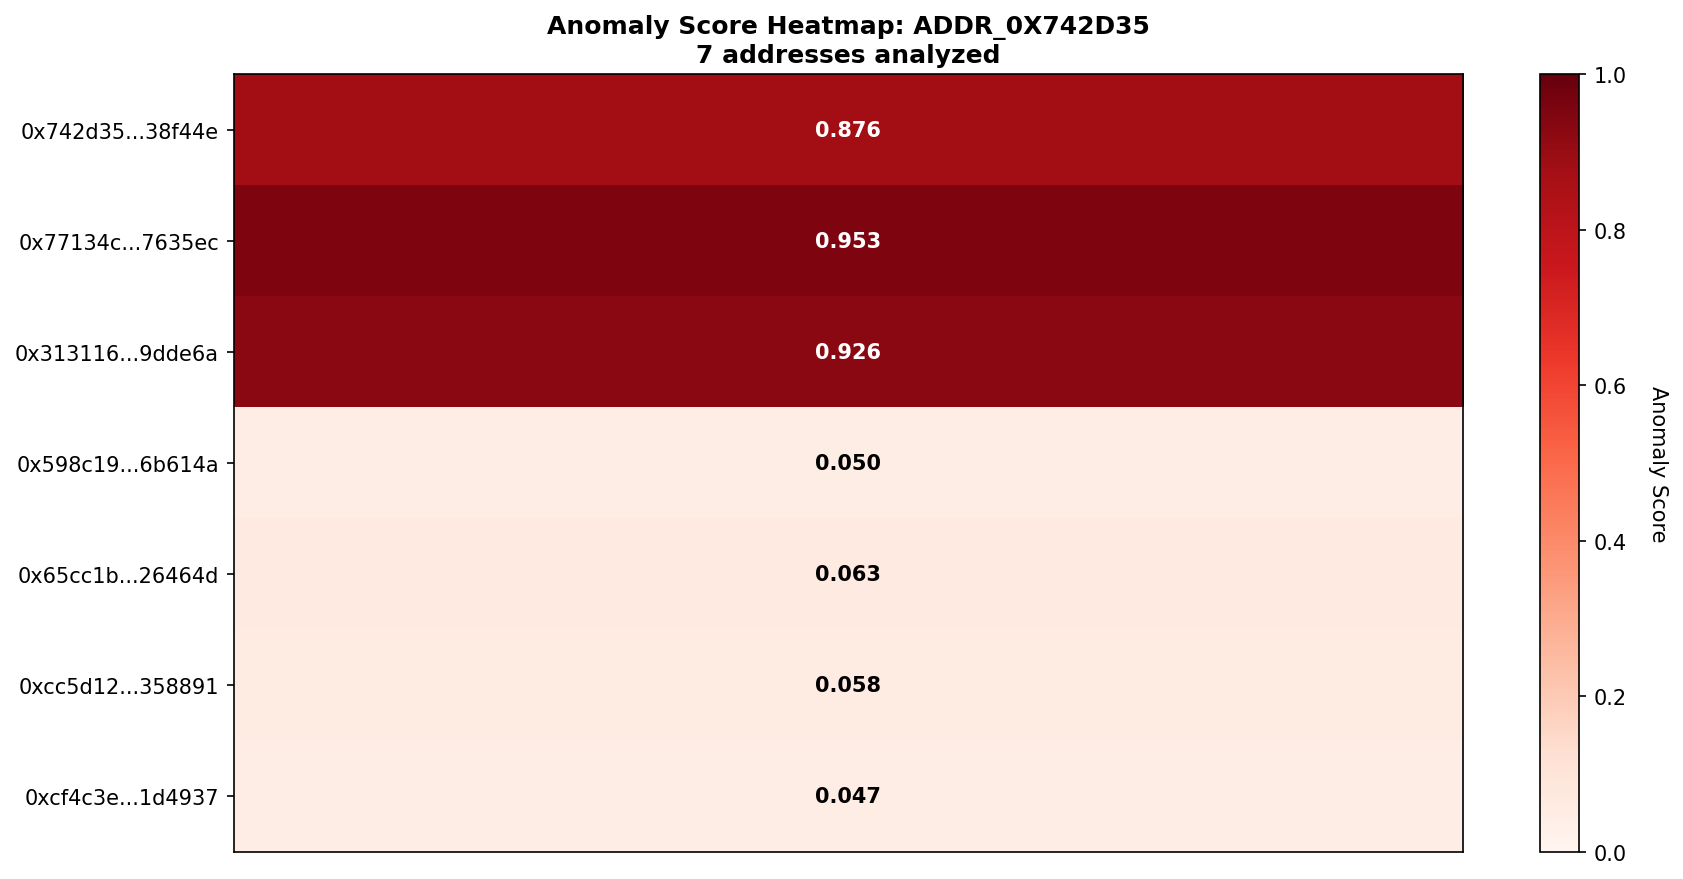 Anomaly Score Heatmap: ADDR_0X742D35
7 addresses analyzed
0x742d35...38f44e
0.876
0x77134c...7635ec
0.953
0x313116...9dde6a
0.926
0x598c19...6b614a
0.050
0x65cc1b...26464d
0.063
0xcc5d12...358891
0.058
0xcf4c3e...1d4937
0.047
1.0
0.8
0.6
0.4
0.2
0.0
Anomaly Score